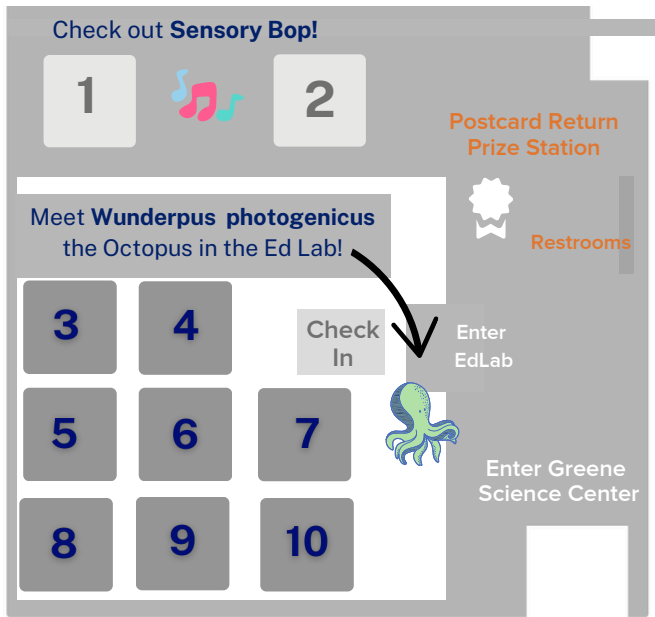 Check out Sensory Bop!
1
2
Postcard Return
Prize Station
Restrooms
Meet Wunderpus photogenicus
the Octopus in the Ed Lab!
3
4
Check
In
Enter
EdLab
5
6
7
Enter Greene
Science Center
8
9
10